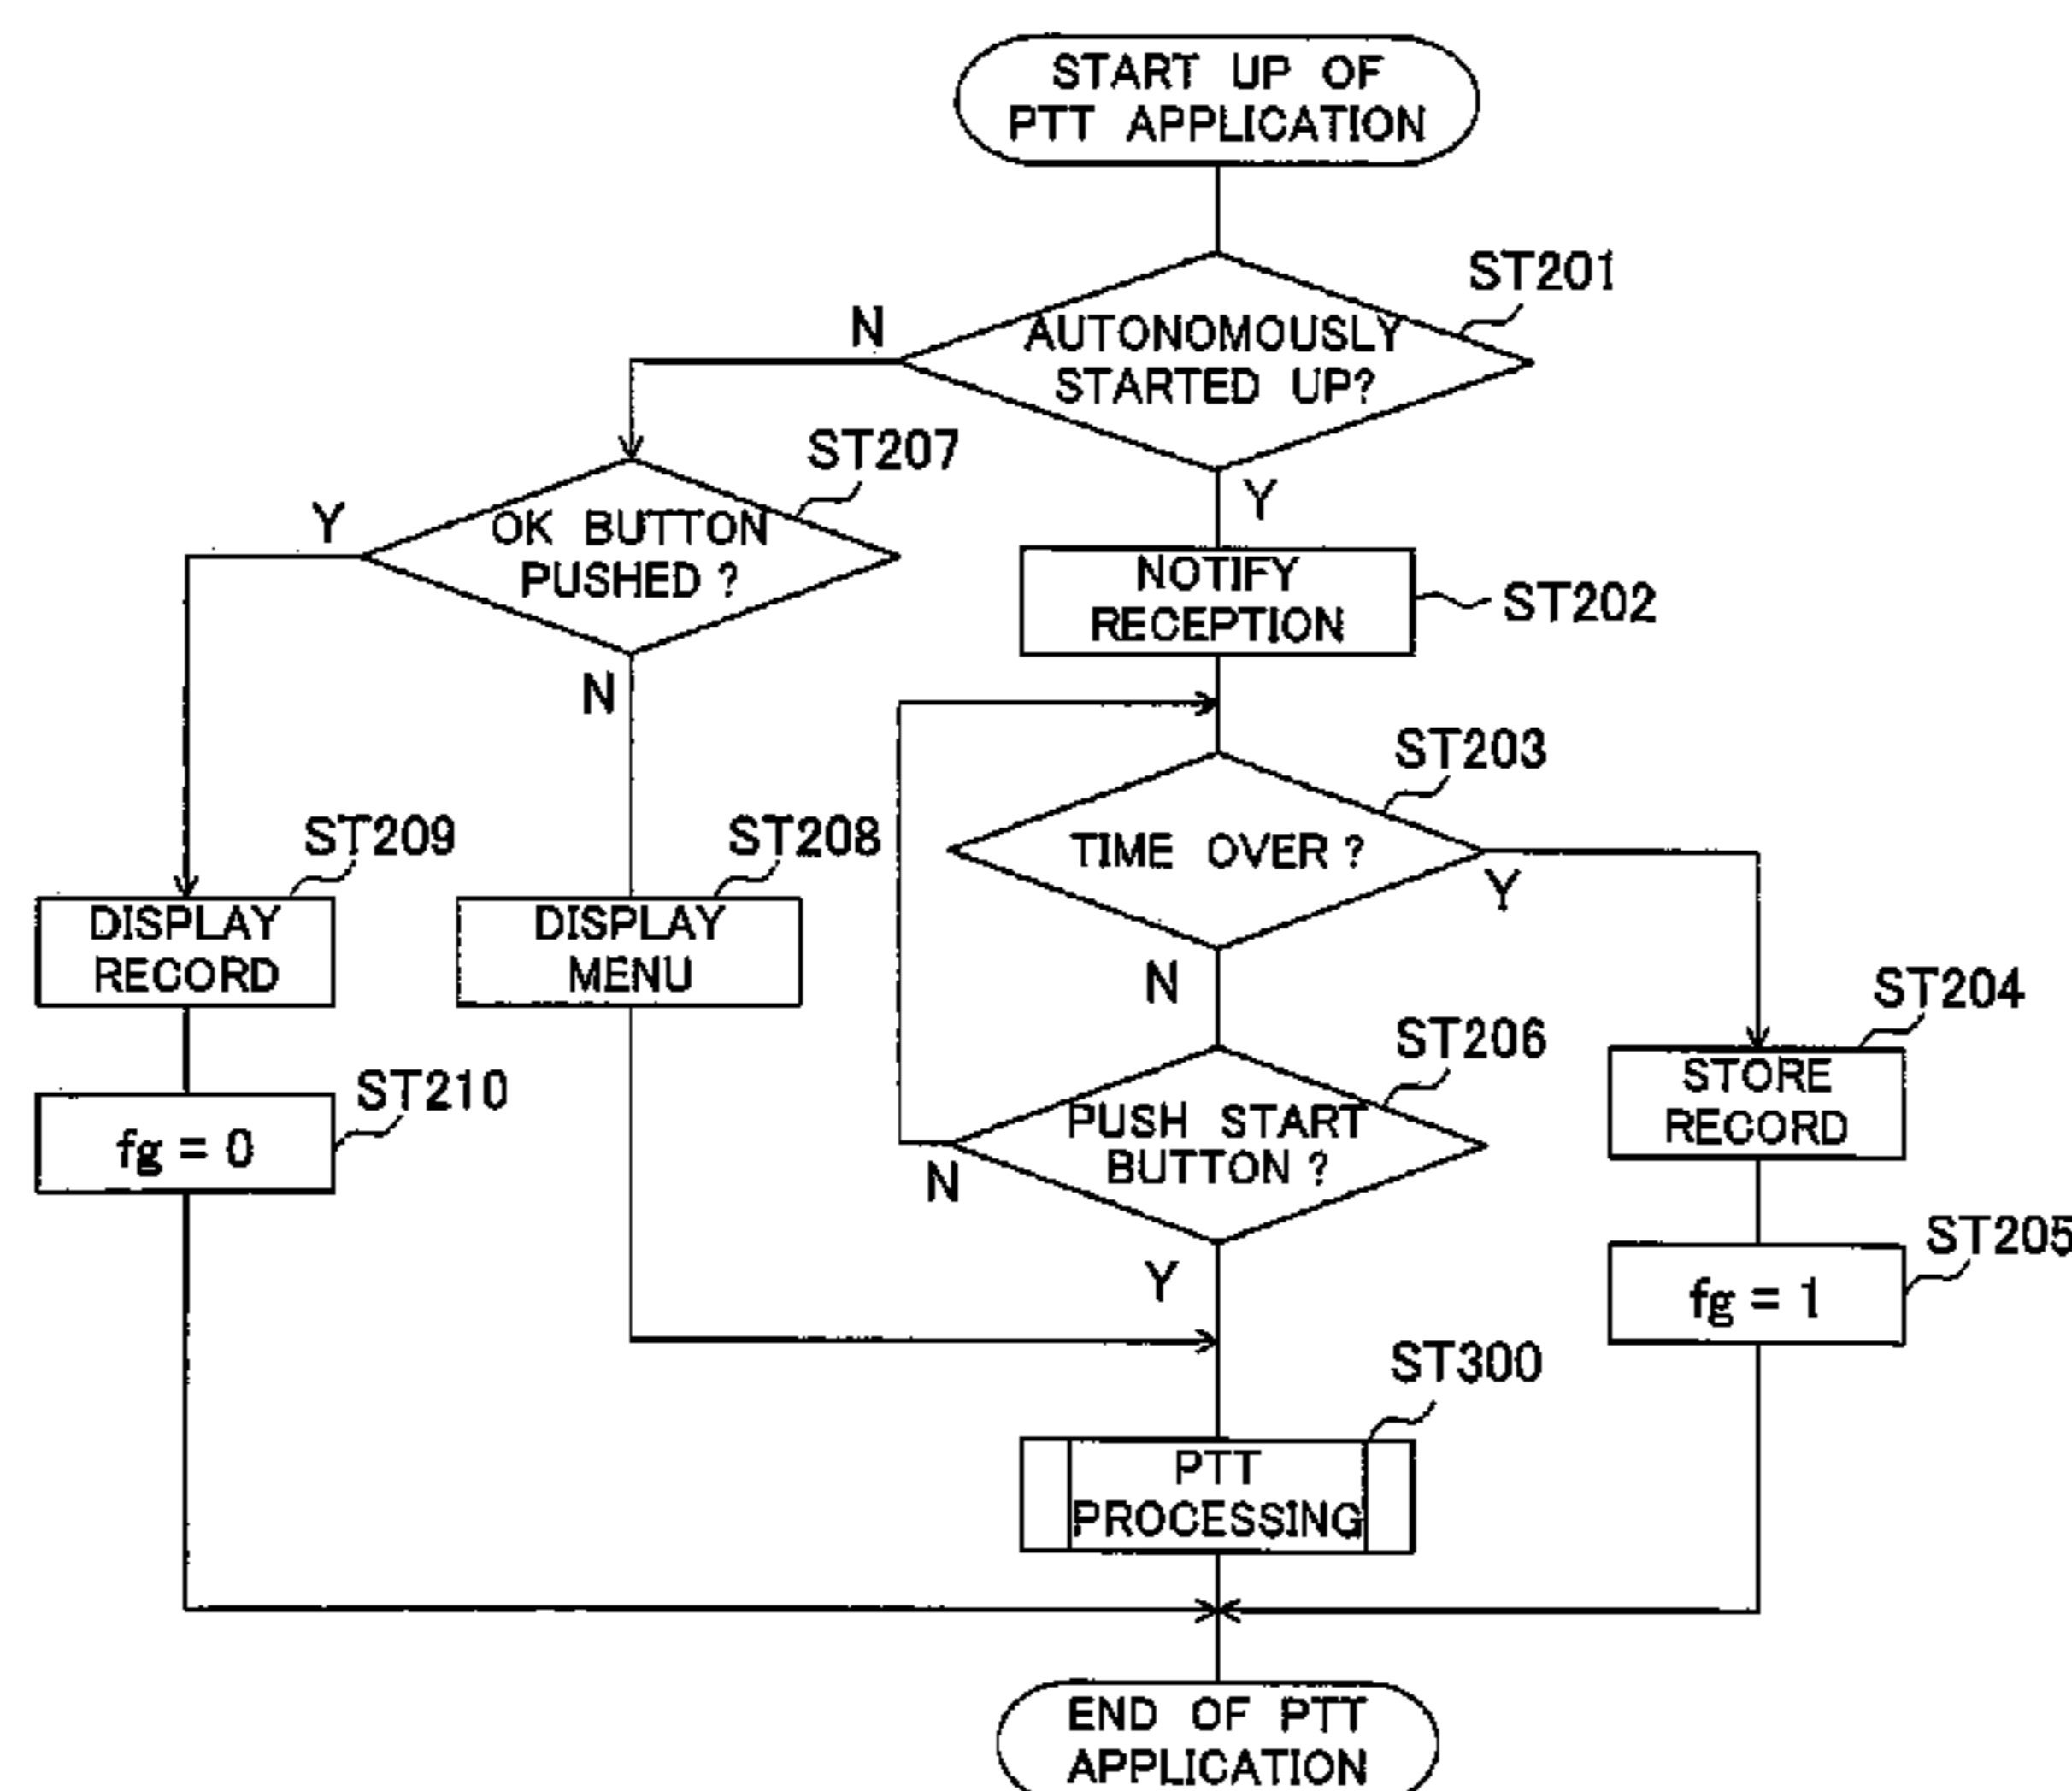 START UP OF
PTT APPLICATION
ST201
N
AUTONOMOUSLY
STARTED UP?
Y
ST207
Y
OK BUTTON
PUSHED?
N
NOTIFY
RECEPTION
ST202
ST203
TIME OVER?
Y
N
ST209
DISPLAY
RECORD
ST208
DISPLAY
MENU
ST204
STORE
RECORD
ST206
PUSH START
BUTTON?
N
Y
ST210
fg = 0
ST205
fg = 1
ST300
PTT
PROCESSING
END OF PTT
APPLICATION